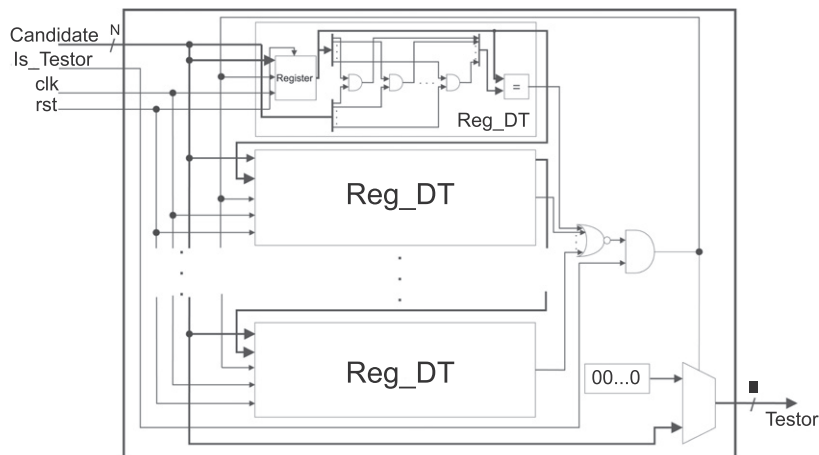 Candidate
N
Is_Testor
clk
rst
Register
=
Reg_DT
Reg_DT
Reg_DT
00...0
Testor